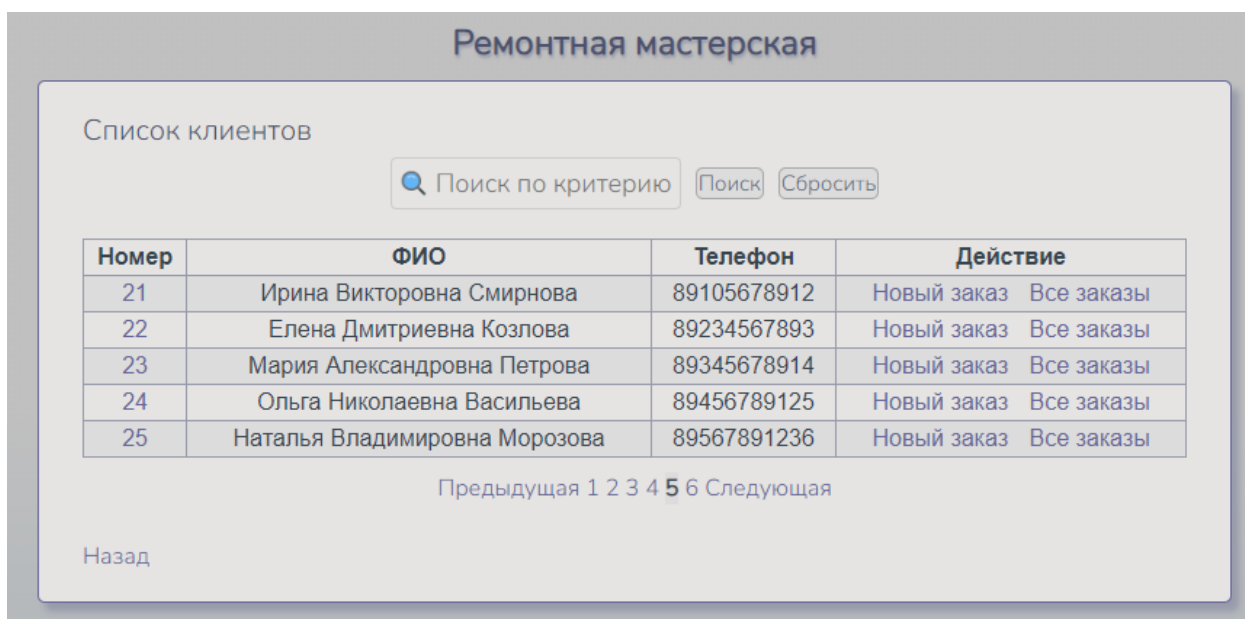 Ремонтная мастерская
Список клиентов
Поиск по критерию Поиск Сбросить
Номер ФИО Телефон Действие
21 Ирина Викторовна Смирнова 89105678912 Новый заказ Все заказы
22 Елена Дмитриевна Козлова 89234567893 Новый заказ Все заказы
23 Мария Александровна Петрова 89345678914 Новый заказ Все заказы
24 Ольга Николаевна Васильева 89456789125 Новый заказ Все заказы
25 Наталья Владимировна Морозова 89567891236 Новый заказ Все заказы
Предыдущая 1 2 3 4 5 6 Следующая
Назад